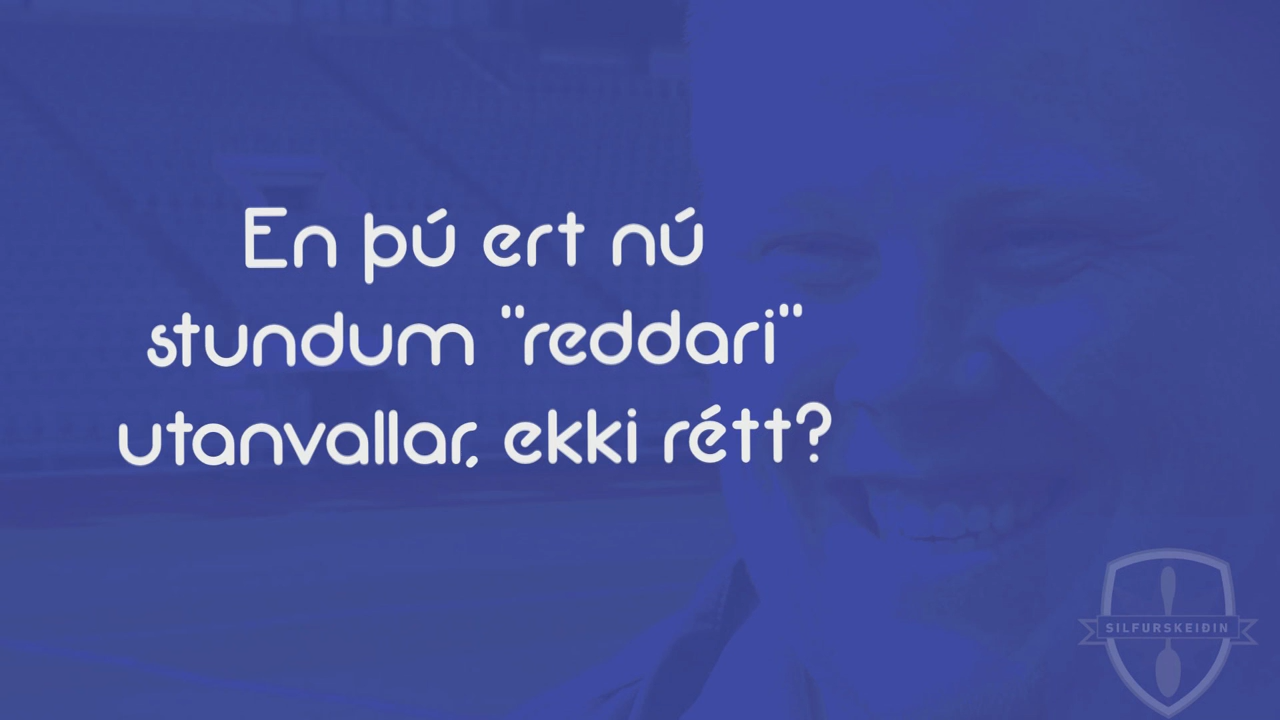 En þú ert nú
stundum "reddari"
utanvallar, ekki rétt?
SILFURSKEIÐIN